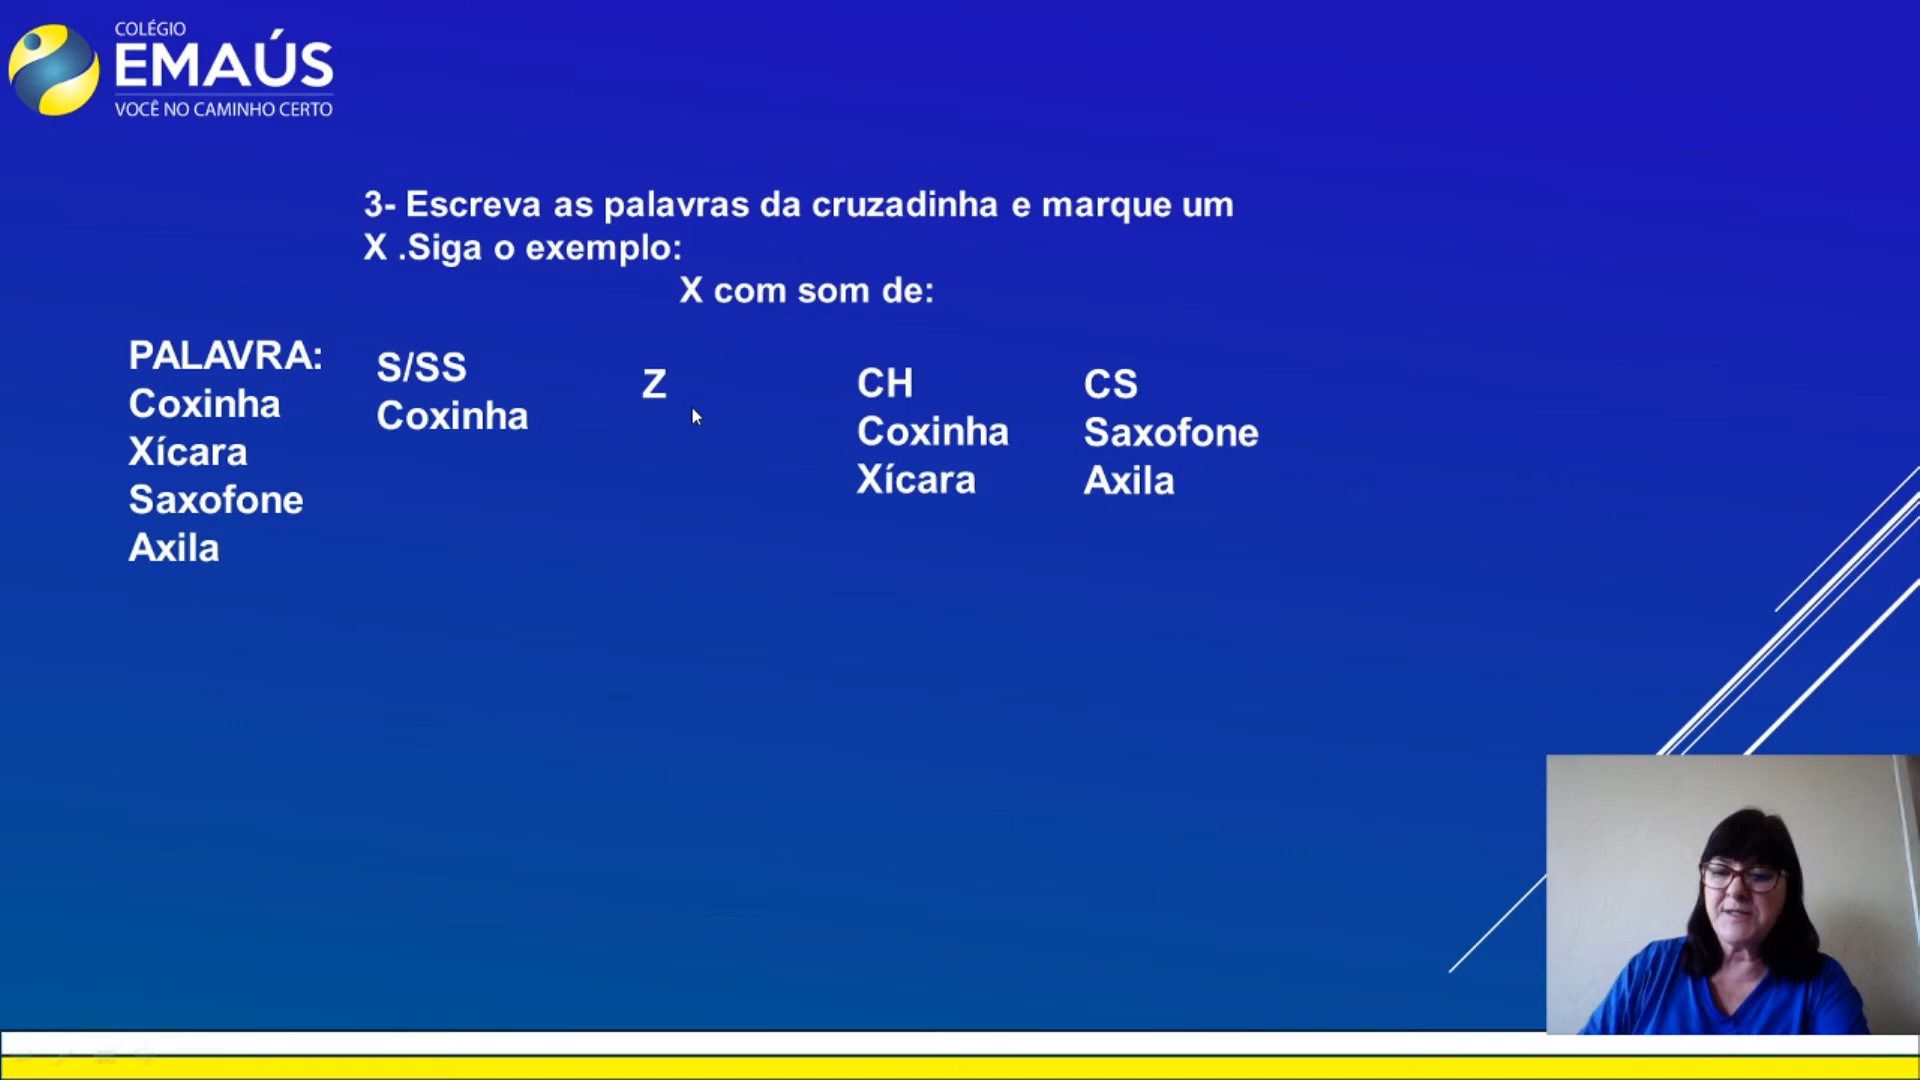 COLÉGIO
EMAÚS
VOCÊ NO CAMINHO CERTO
3- Escreva as palavras da cruzadinha e marque um
X .Siga o exemplo:
X com som de:
PALAVRA:
Coxinha
Xícara
Saxofone
Axila
S/SS
Coxinha
Z
CH
Coxinha
Xícara
CS
Saxofone
Axila